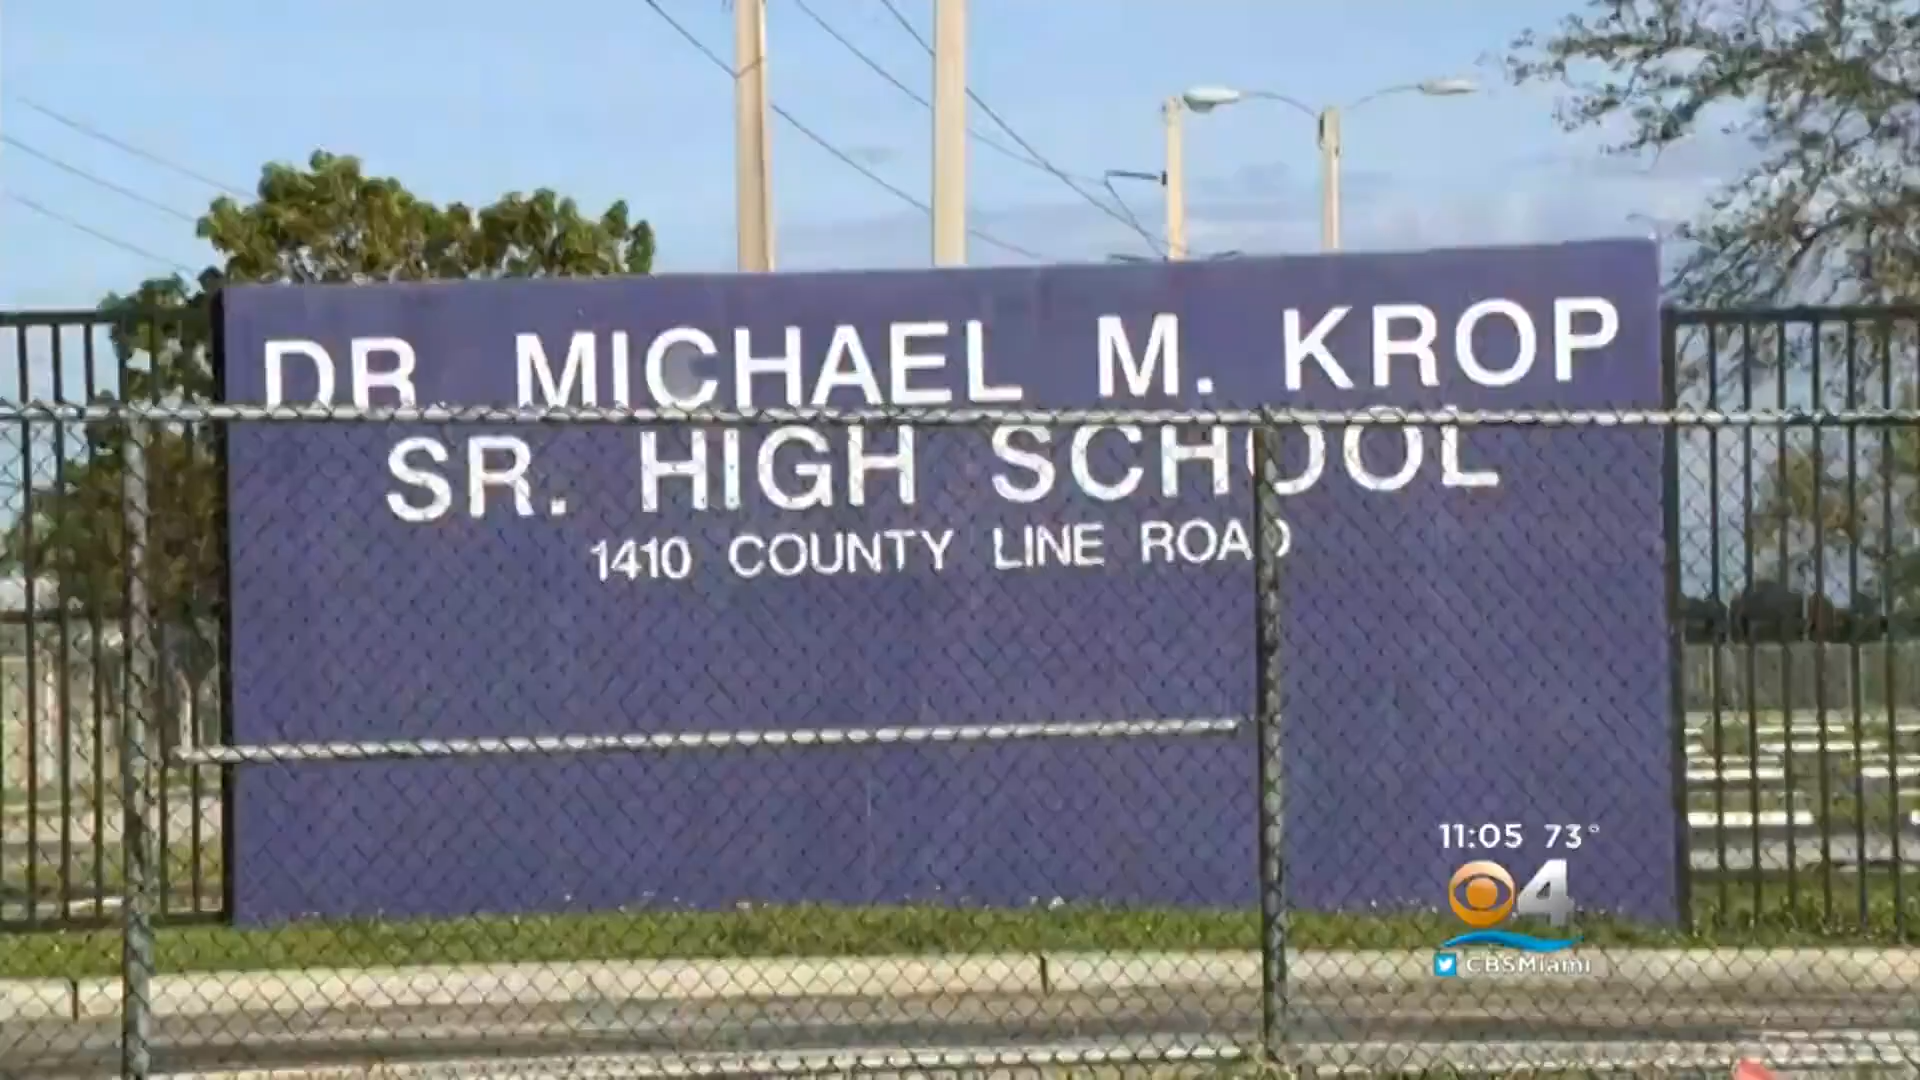 DR. MICHAEL M. KROP
SR. HIGH SCHOOL
1410 COUNTY LINE ROAD
11:05 73°
4
CBSMiami